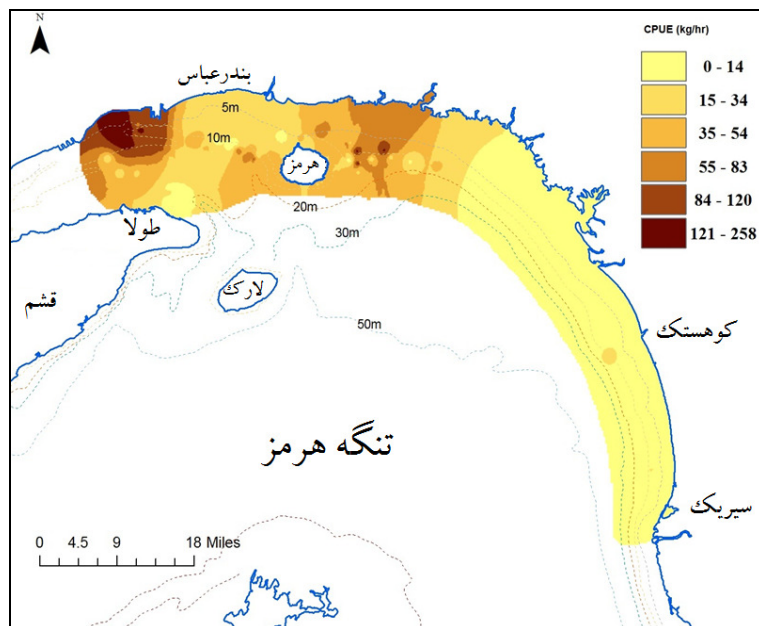 N
CPUE (kg/hr)
0 - 14
15 - 34
35 - 54
55 - 83
84 - 120
121 - 258
بندرعباس
5m
10m
هرمز
20m
30m
طولا
لارک
قشم
50m
کوهستک
تنگه هرمز
سیریک
0 4.5 9 18 Miles